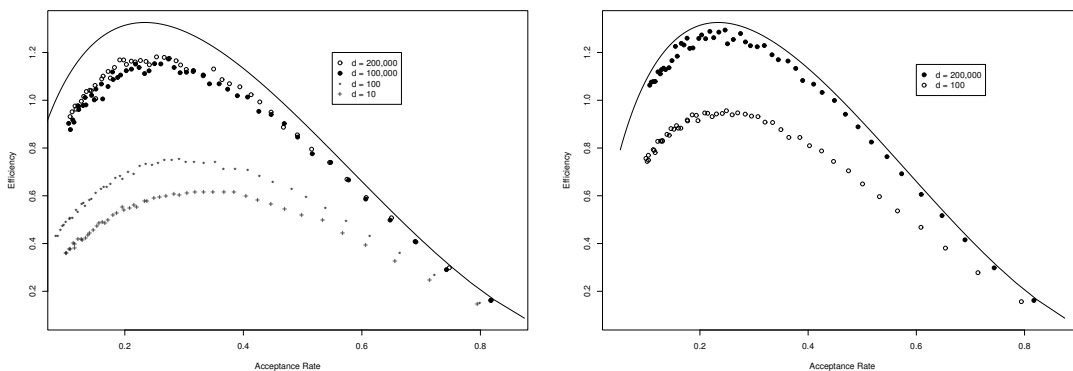 Efficiency
1.2
1.0
0.8
0.6
0.4
0.2
d = 200,000
d = 100,000
d = 100
d = 10
0.2
0.4
0.6
0.8
Acceptance Rate
Efficiency
1.2
1.0
0.8
0.6
0.4
0.2
d = 200,000
d = 100
0.2
0.4
0.6
0.8
Acceptance Rate